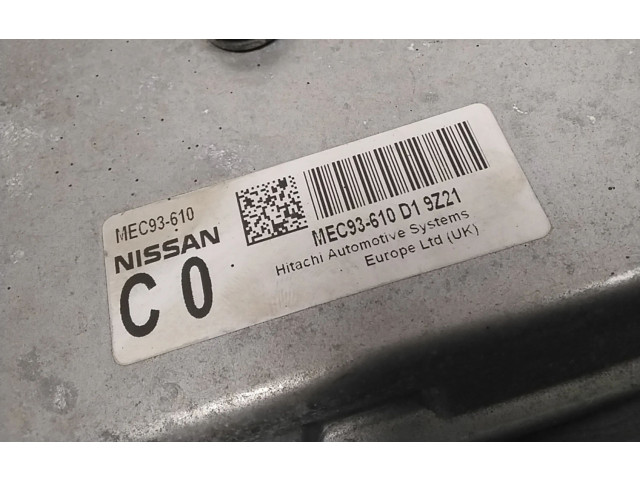 MEC93-610
NISSAN
C 0
MEC93-610 D1 9Z21
Hitachi Automotive Systems
Europe Ltd (UK)